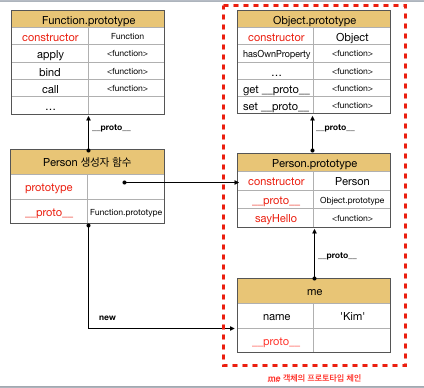 Function.prototype
constructor Function
apply <function>
bind <function>
call <function>
...
__proto__
Person 생성자 함수
prototype
__proto__ Function.prototype
new
Object.prototype
constructor Object
hasOwnProperty <function>
...
get __proto__ <function>
set __proto__ <function>
__proto__
Person.prototype
constructor Person
__proto__ Object.prototype
sayHello <function>
__proto__
me
name 'Kim'
__proto__
me 객체의 프로토타입 체인